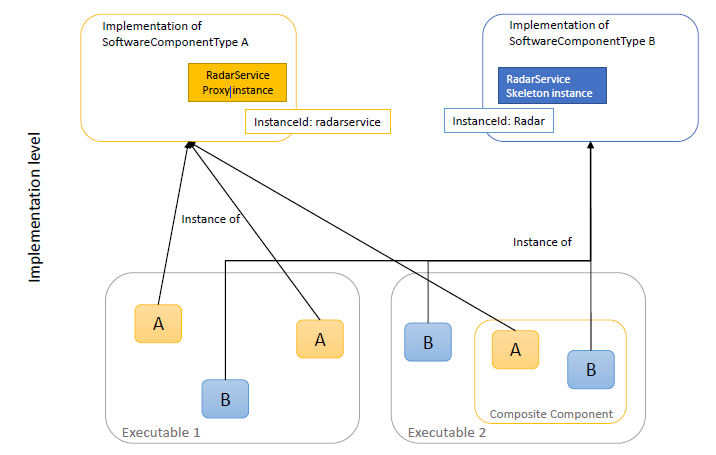 Implementation of
SoftwareComponentType A
RadarService
Proxy instance
InstanceId: radarservice
Implementation of
SoftwareComponentType B
RadarService
Skeleton instance
InstanceId: Radar
Implementation level
Instance of
Instance of
A
A
B
Executable 1
B
A
B
Composite Component
Executable 2